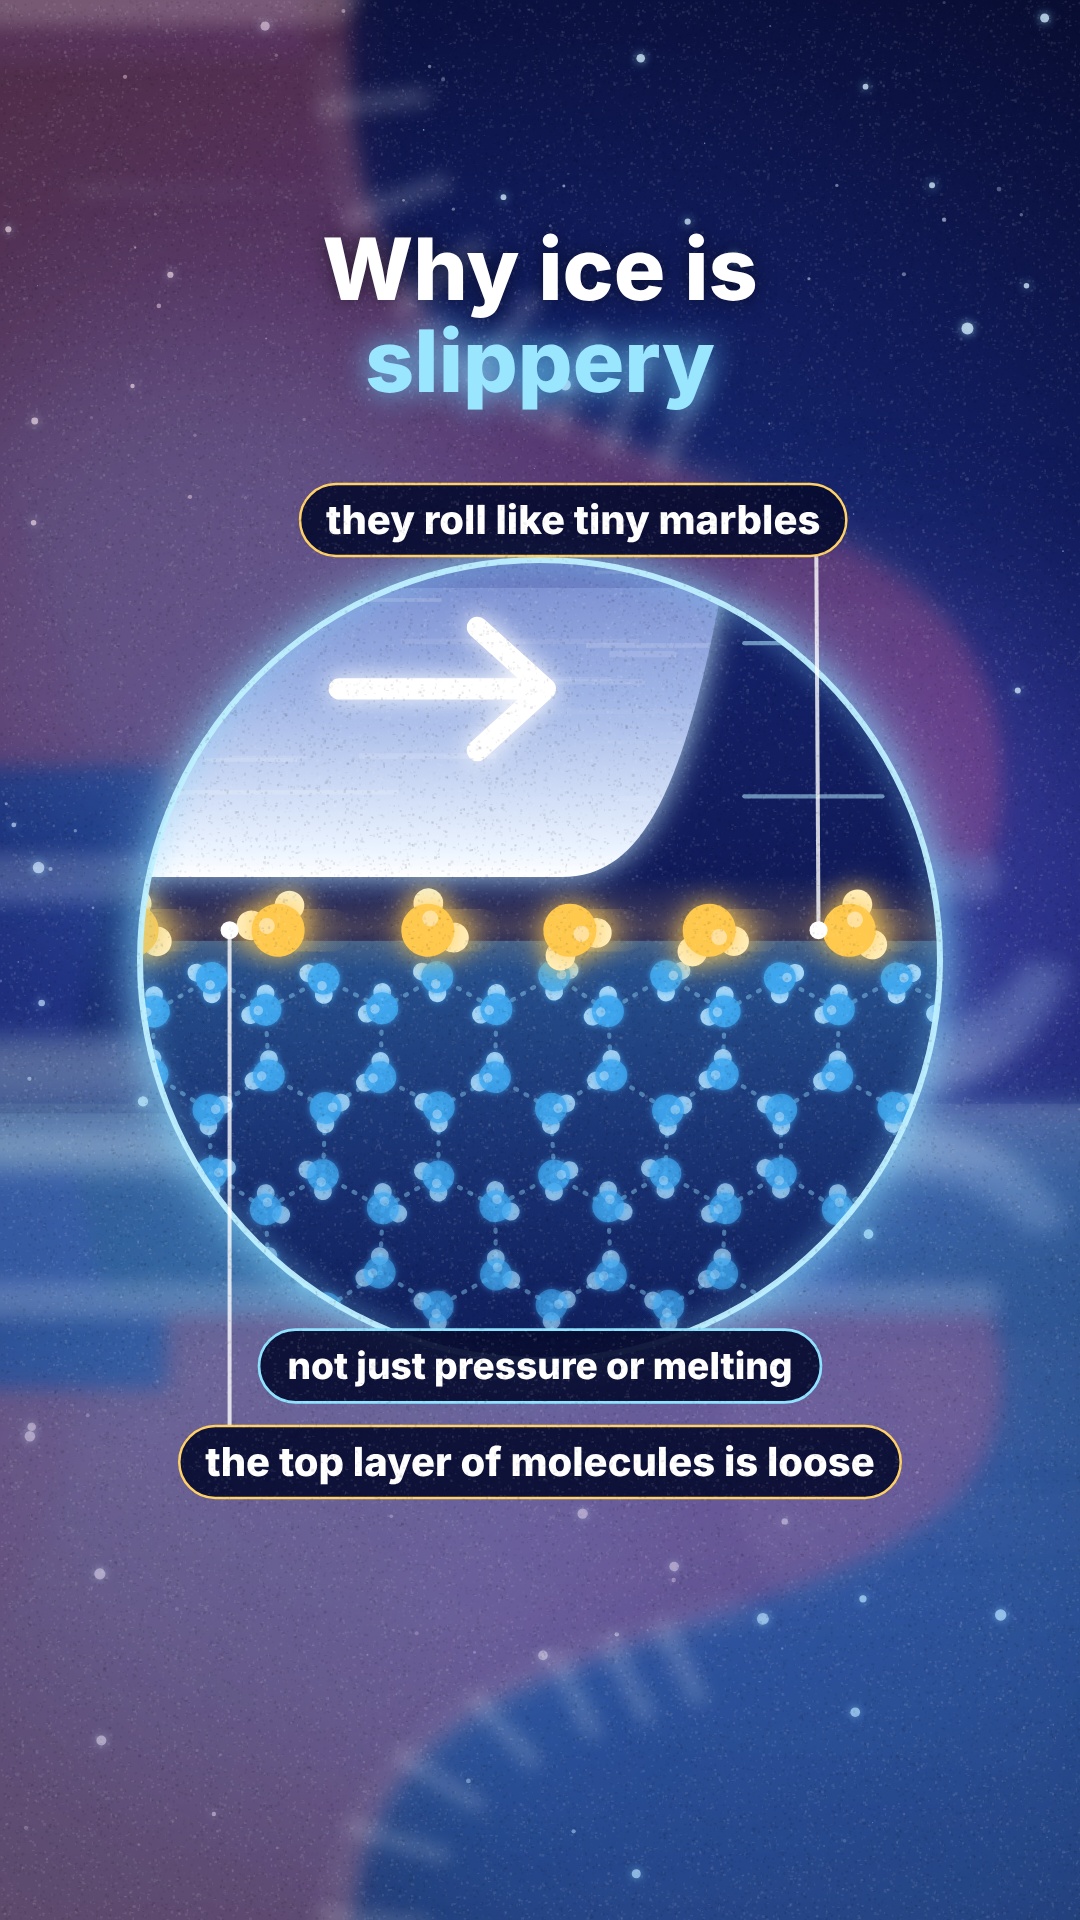 Why ice is
slippery
they roll like tiny marbles
not just pressure or melting
the top layer of molecules is loose